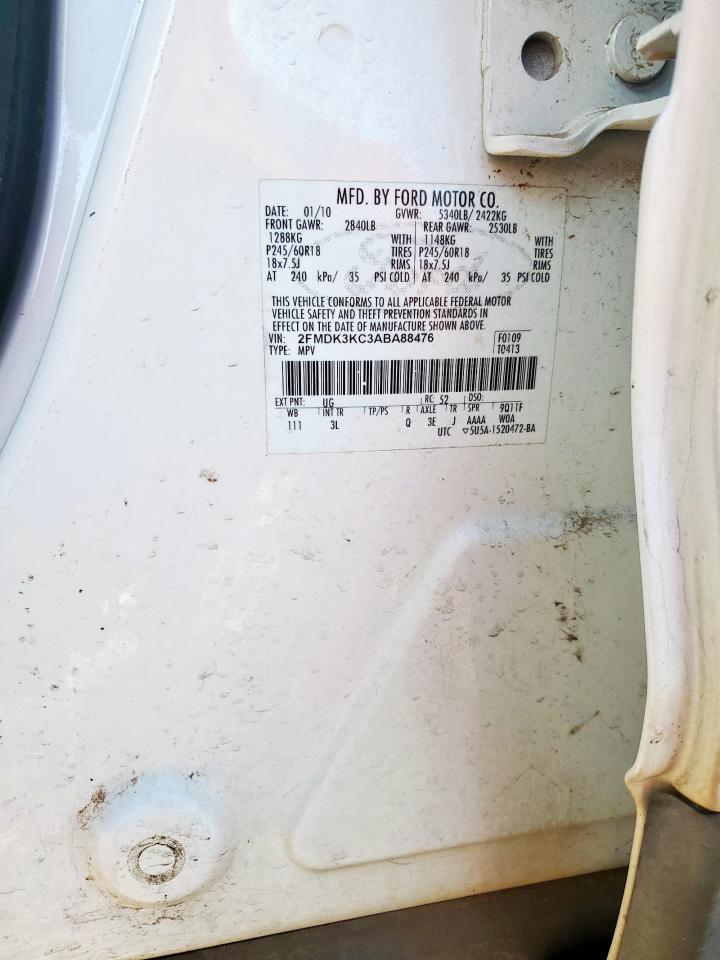 MFD. BY FORD MOTOR CO.
DATE: 01/10 GVWR: 5340LB/ 2422KG
FRONT GAWR: 2840LB REAR GAWR: 2530LB
1288KG WITH 1148KG WITH
P245/60R18 TIRES P245/60R18 TIRES
18x7.5J RIMS 18x7.5J RIMS
AT 240 kPa/ 35 PSI COLD AT 240 kPa/ 35 PSI COLD
THIS VEHICLE CONFORMS TO ALL APPLICABLE FEDERAL MOTOR
VEHICLE SAFETY AND THEFT PREVENTION STANDARDS IN
EFFECT ON THE DATE OF MANUFACTURE SHOWN ABOVE.
VIN: 2FMDK3KC3ABA88476 F0109
TYPE: MPV T0413
EXT PNT: UG RC: 52 DSO:
WB INT TR TP/PS R AXLE TR SPR 9Q11F
111 3L Q 3E J AAAA W0A
UTC ▽5U5A-1520472-BA